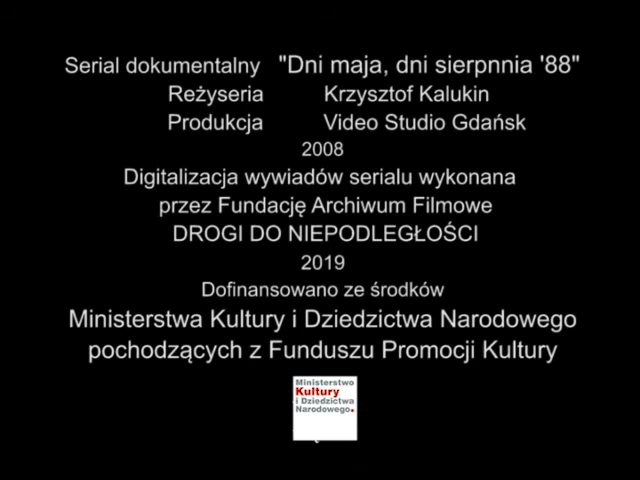 Serial dokumentalny "Dni maja, dni sierpnnia '88"
Reżyseria Krzysztof Kalukin
Produkcja Video Studio Gdańsk
2008
Digitalizacja wywiadów serialu wykonana
przez Fundację Archiwum Filmowe
DROGI DO NIEPODLEGŁOŚCI
2019
Dofinansowano ze środków
Ministerstwa Kultury i Dziedzictwa Narodowego
pochodzących z Funduszu Promocji Kultury
Ministerstwo
Kultury
i Dziedzictwa
Narodowego.